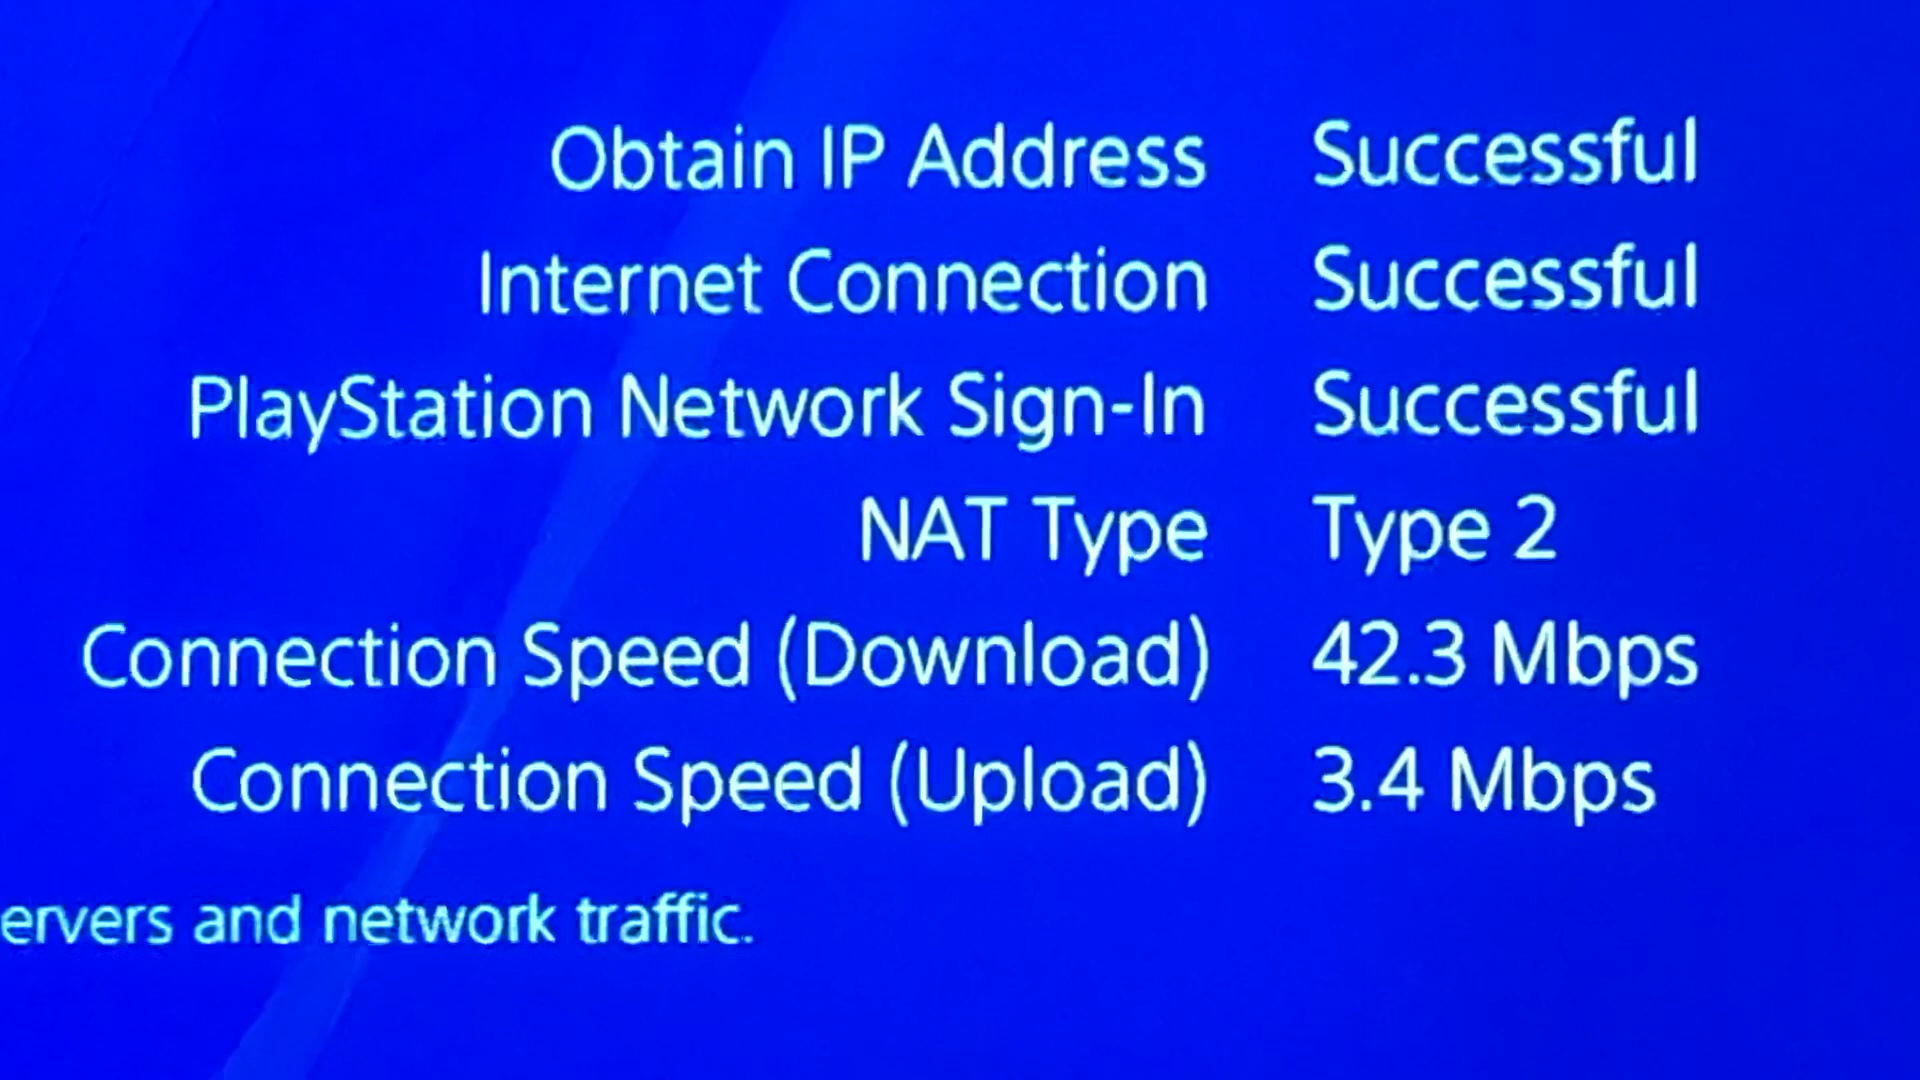 Obtain IP Address Successful
Internet Connection Successful
PlayStation Network Sign-In Successful
NAT Type Type 2
Connection Speed (Download) 42.3 Mbps
Connection Speed (Upload) 3.4 Mbps
ervers and network traffic.